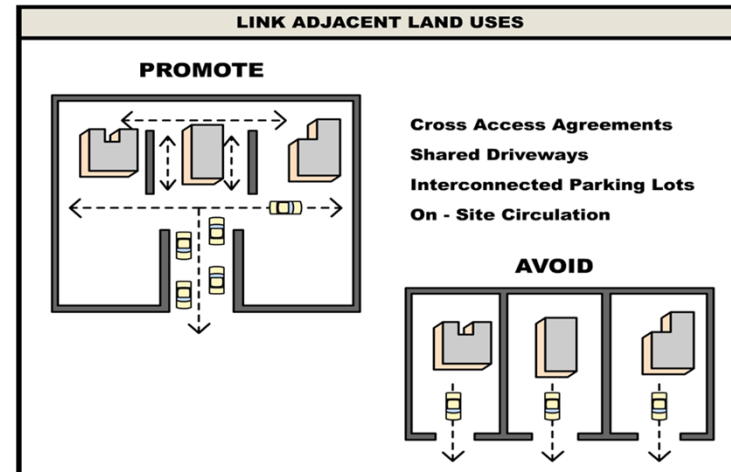 LINK ADJACENT LAND USES
PROMOTE
Cross Access Agreements
Shared Driveways
Interconnected Parking Lots
On - Site Circulation
AVOID